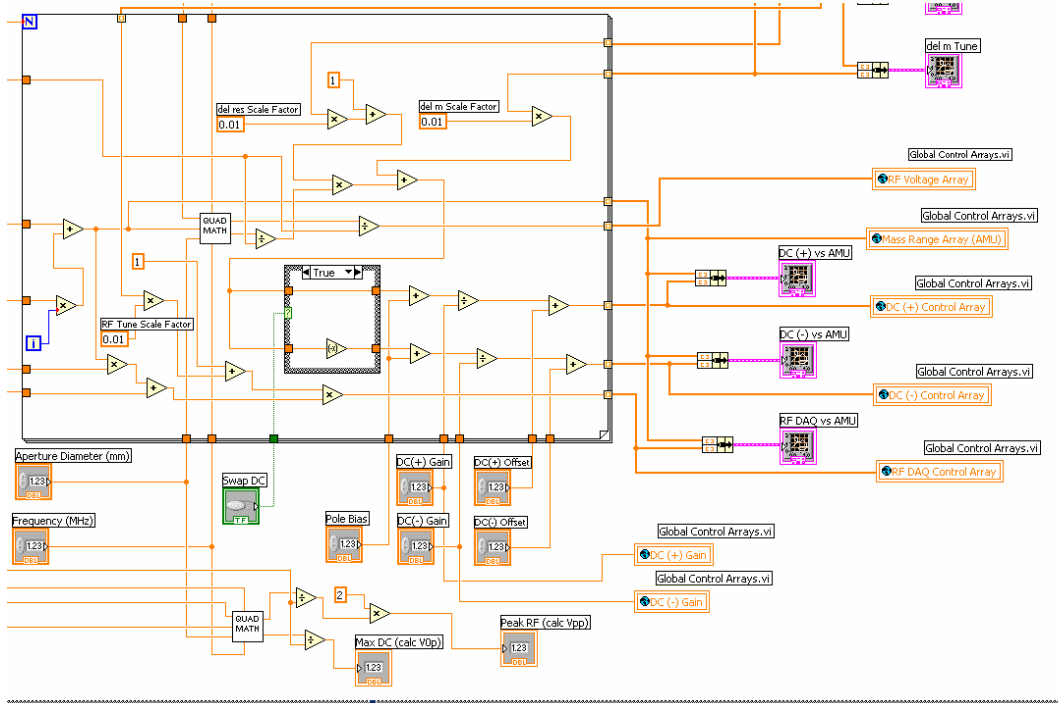 N
del m Tune
1
del res Scale Factor
0.01
del m Scale Factor
0.01
Global Control Arrays.vi
RF Voltage Array
QUAD
MATH
Global Control Arrays.vi
Mass Range Array (AMU)
1
True
DC (+) vs AMU
Global Control Arrays.vi
DC (+) Control Array
?
RF Tune Scale Factor
0.01
i
DC (-) vs AMU
Global Control Arrays.vi
DC (-) Control Array
RF DAQ vs AMU
Global Control Arrays.vi
RF DAQ Control Array
Aperture Diameter (mm)
1.23
DBL
Swap DC
TF
DC(+) Gain
1.23
DBL
DC(+) Offset
1.23
DBL
Frequency (MHz)
1.23
DBL
Pole Bias
1.23
DBL
DC(-) Gain
1.23
DBL
DC(-) Offset
1.23
DBL
Global Control Arrays.vi
DC (+) Gain
Global Control Arrays.vi
DC (-) Gain
2
QUAD
MATH
Peak RF (calc Vpp)
1.23
DBL
Max DC (calc V0p)
1.23
DBL